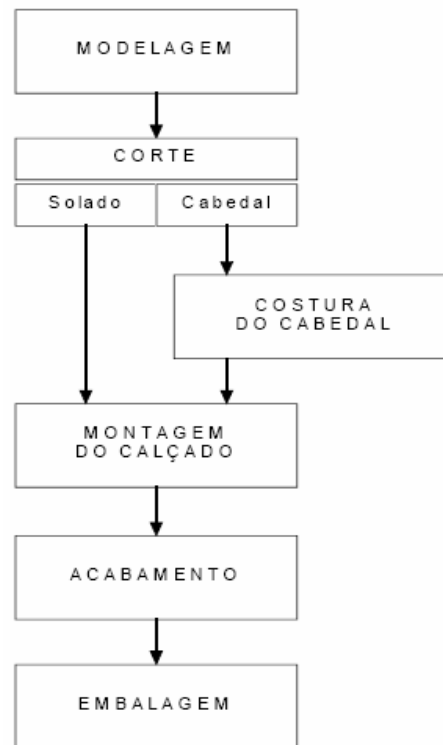 MODELAGEM
CORTE
Solado
Cabedal
COSTURA
DO CABEDAL
MONTAGEM
DO CALÇADO
ACABAMENTO
EMBALAGEM